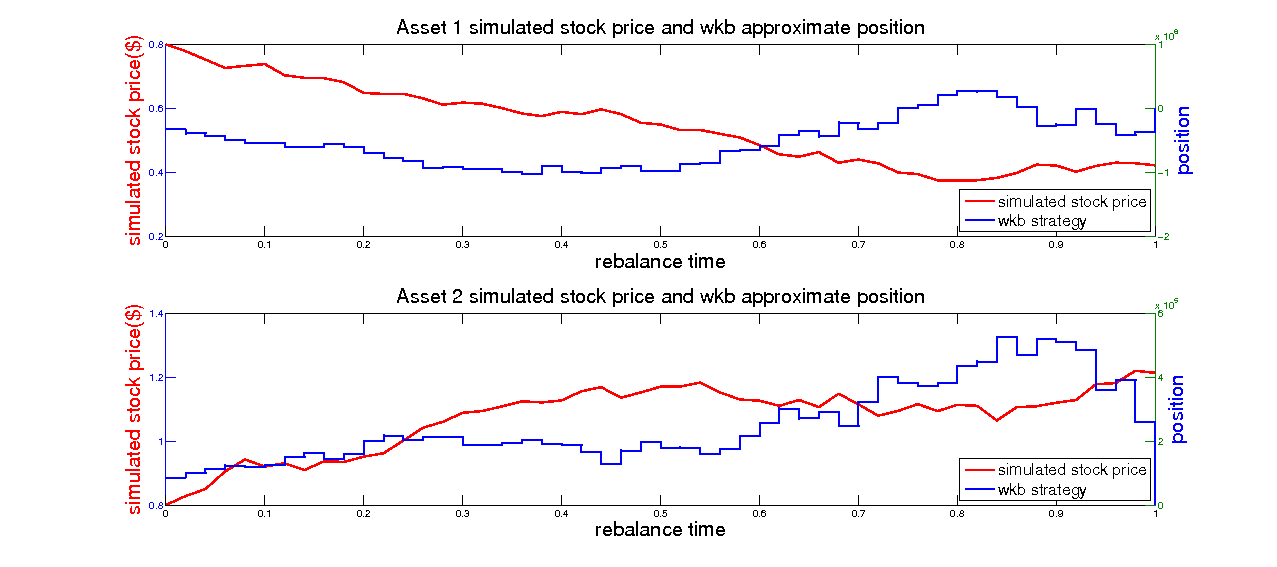 Asset 1 simulated stock price and wkb approximate position
x 10^6
simulated stock price($)
0.8
0.6
0.4
0.2
1
0
-1
-2
position
simulated stock price
wkb strategy
0 0.1 0.2 0.3 0.4 0.5 0.6 0.7 0.8 0.9 1
rebalance time
Asset 2 simulated stock price and wkb approximate position
x 10^5
simulated stock price($)
1.4
1.2
1
0.8
6
4
2
0
position
simulated stock price
wkb strategy
0 0.1 0.2 0.3 0.4 0.5 0.6 0.7 0.8 0.9 1
rebalance time